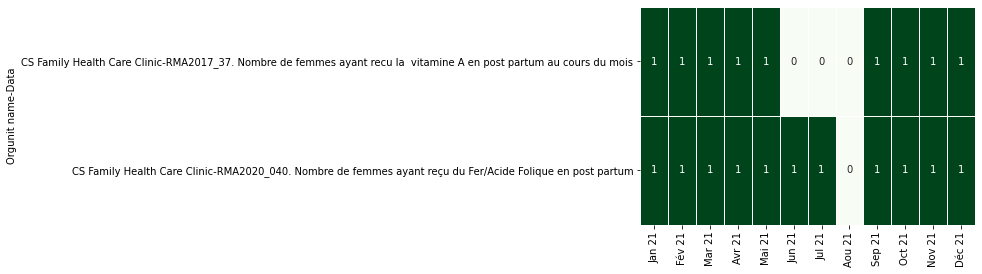 Orgunit name-Data
CS Family Health Care Clinic-RMA2017_37. Nombre de femmes ayant recu la  vitamine A en post partum au cours du mois
1 1 1 1 1 0 0 0 1 1 1 1
CS Family Health Care Clinic-RMA2020_040. Nombre de femmes ayant reçu du Fer/Acide Folique en post partum
1 1 1 1 1 1 1 0 1 1 1 1
Jan 21
Fév 21
Mar 21
Avr 21
Mai 21
Jun 21
Jul 21
Aou 21
Sep 21
Oct 21
Nov 21
Déc 21